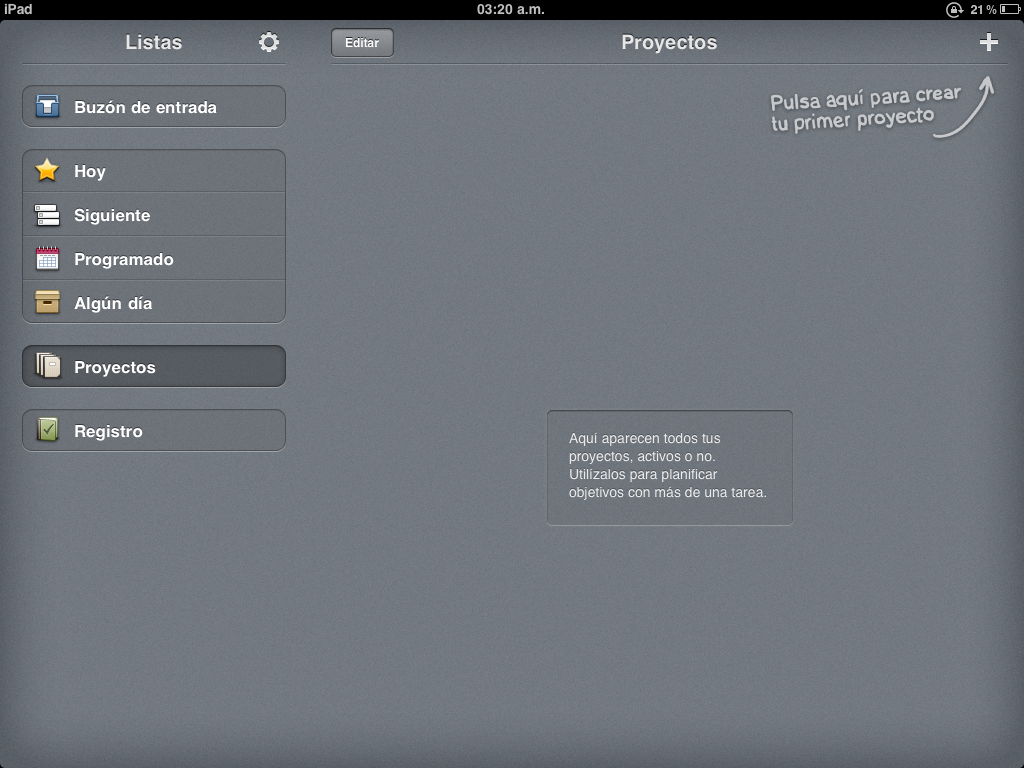 iPad
03:20 a.m.
21 %
Listas
Editar
Proyectos
Pulsa aquí para crear
tu primer proyecto
Buzón de entrada
Hoy
Siguiente
Programado
Algún día
Proyectos
Registro
Aquí aparecen todos tus
proyectos, activos o no.
Utilízalos para planificar
objetivos con más de una tarea.